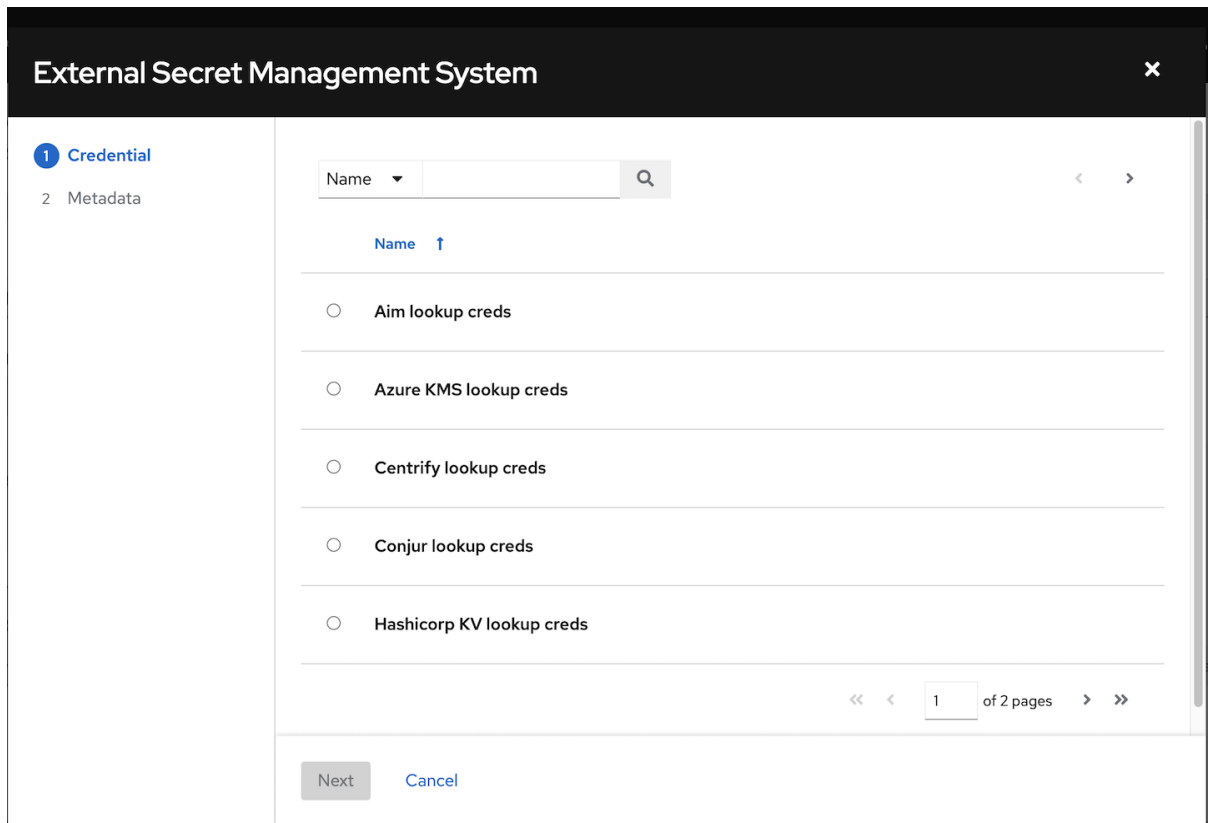 External Secret Management System
1 Credential
2 Metadata
Name
Name
Aim lookup creds
Azure KMS lookup creds
Centrify lookup creds
Conjur lookup creds
Hashicorp KV lookup creds
1 of 2 pages
Next Cancel